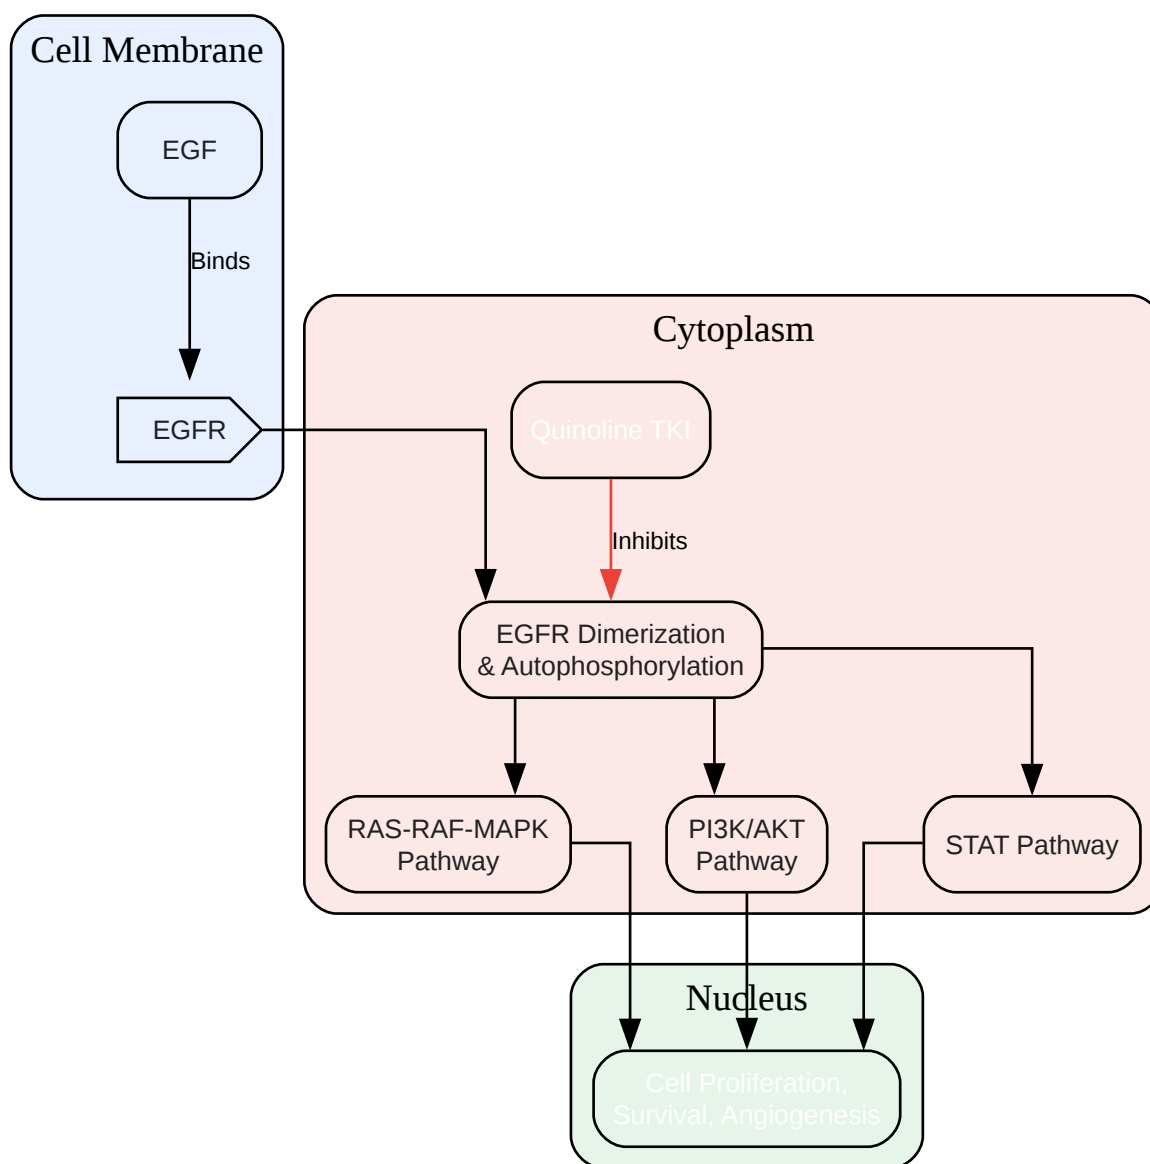 Cell Membrane
EGF
Binds
EGFR
Cytoplasm
Quinoline TKI
Inhibits
EGFR Dimerization
& Autophosphorylation
RAS-RAF-MAPK
Pathway
PI3K/AKT
Pathway
STAT Pathway
Nucleus
Cell Proliferation,
Survival, Angiogenesis